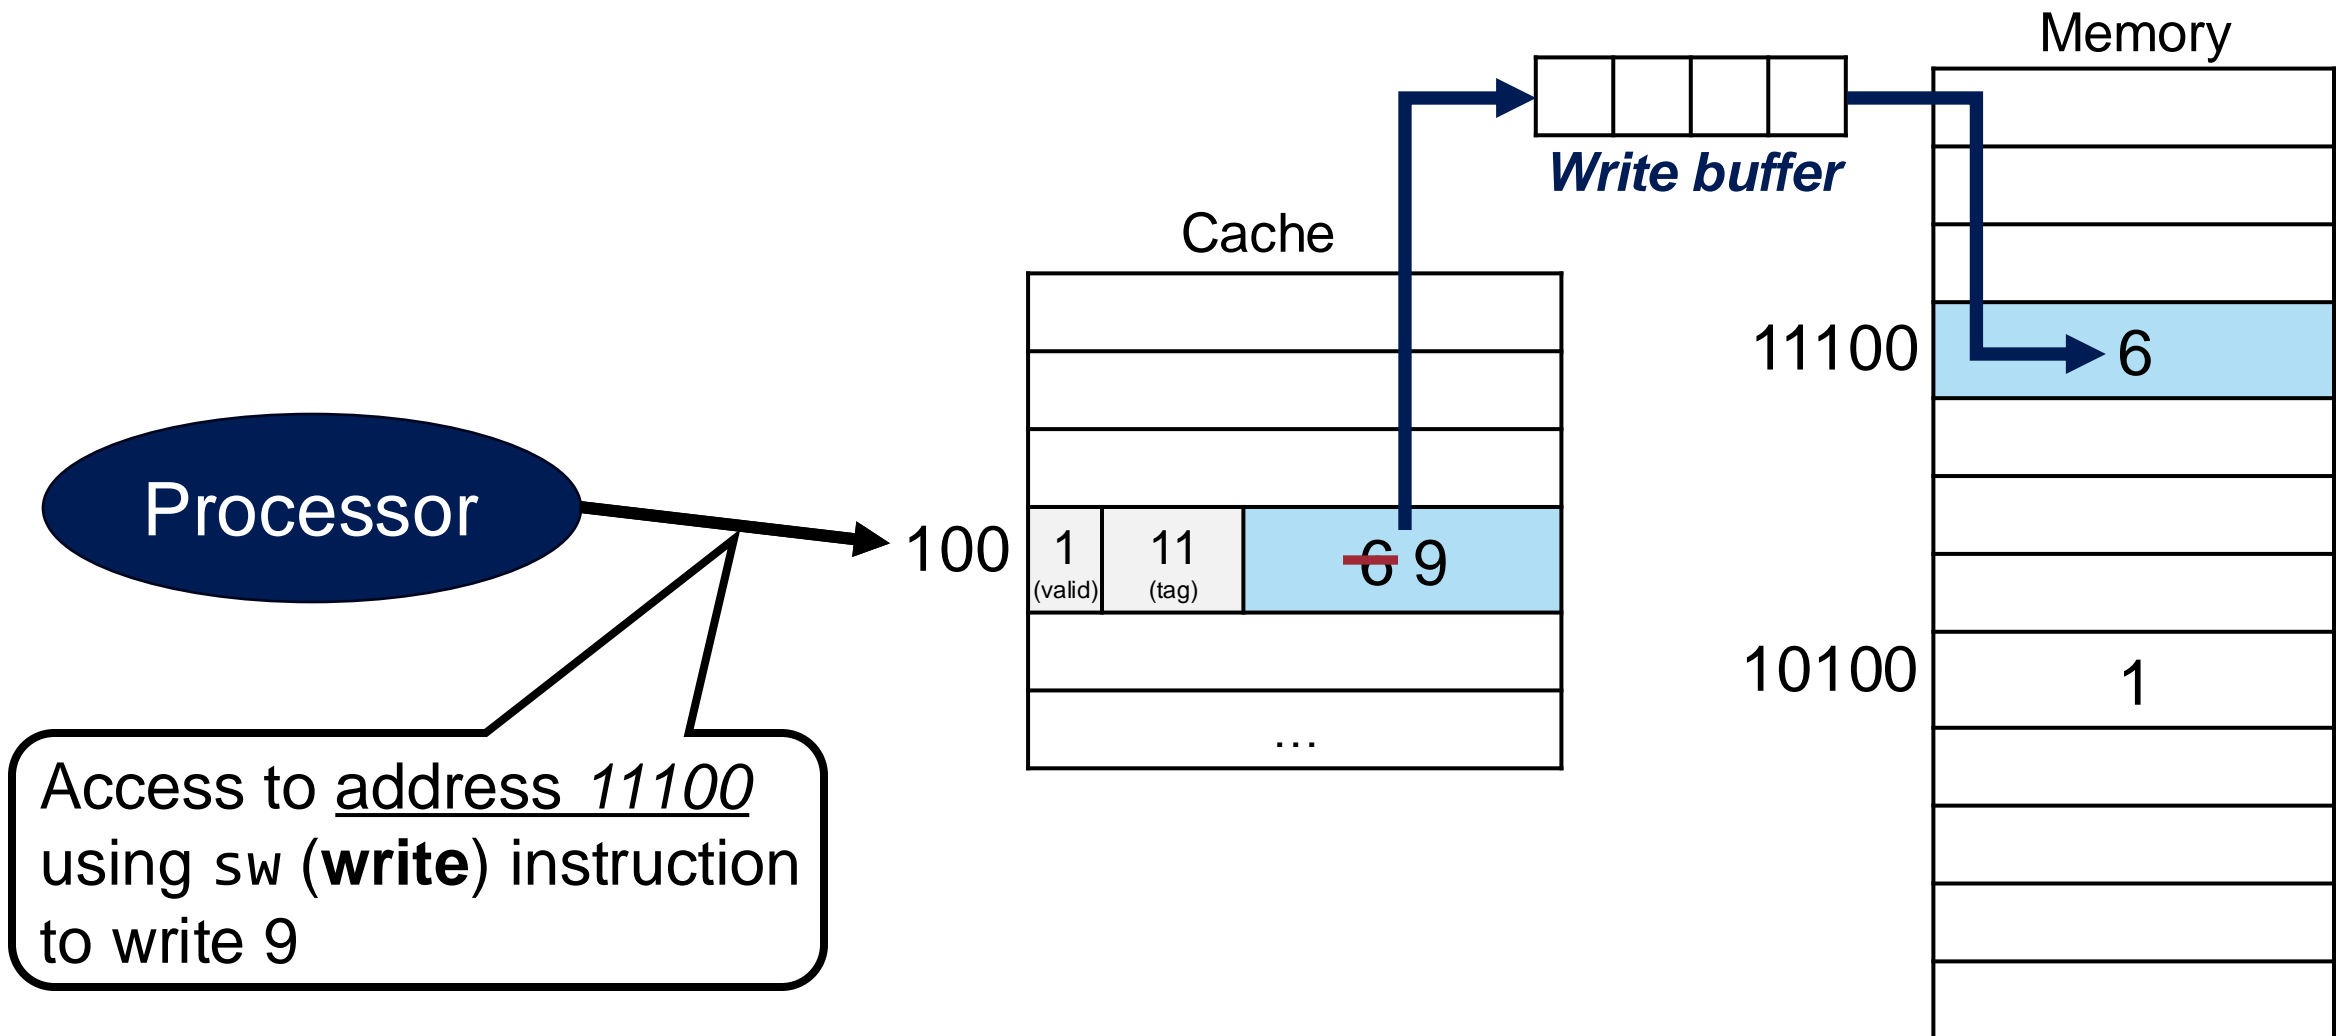 Memory
Write buffer
Cache
11100
6
Processor
100
1
(valid)
11
(tag)
6 9
10100
1
...
Access to address 11100
using sw (write) instruction
to write 9